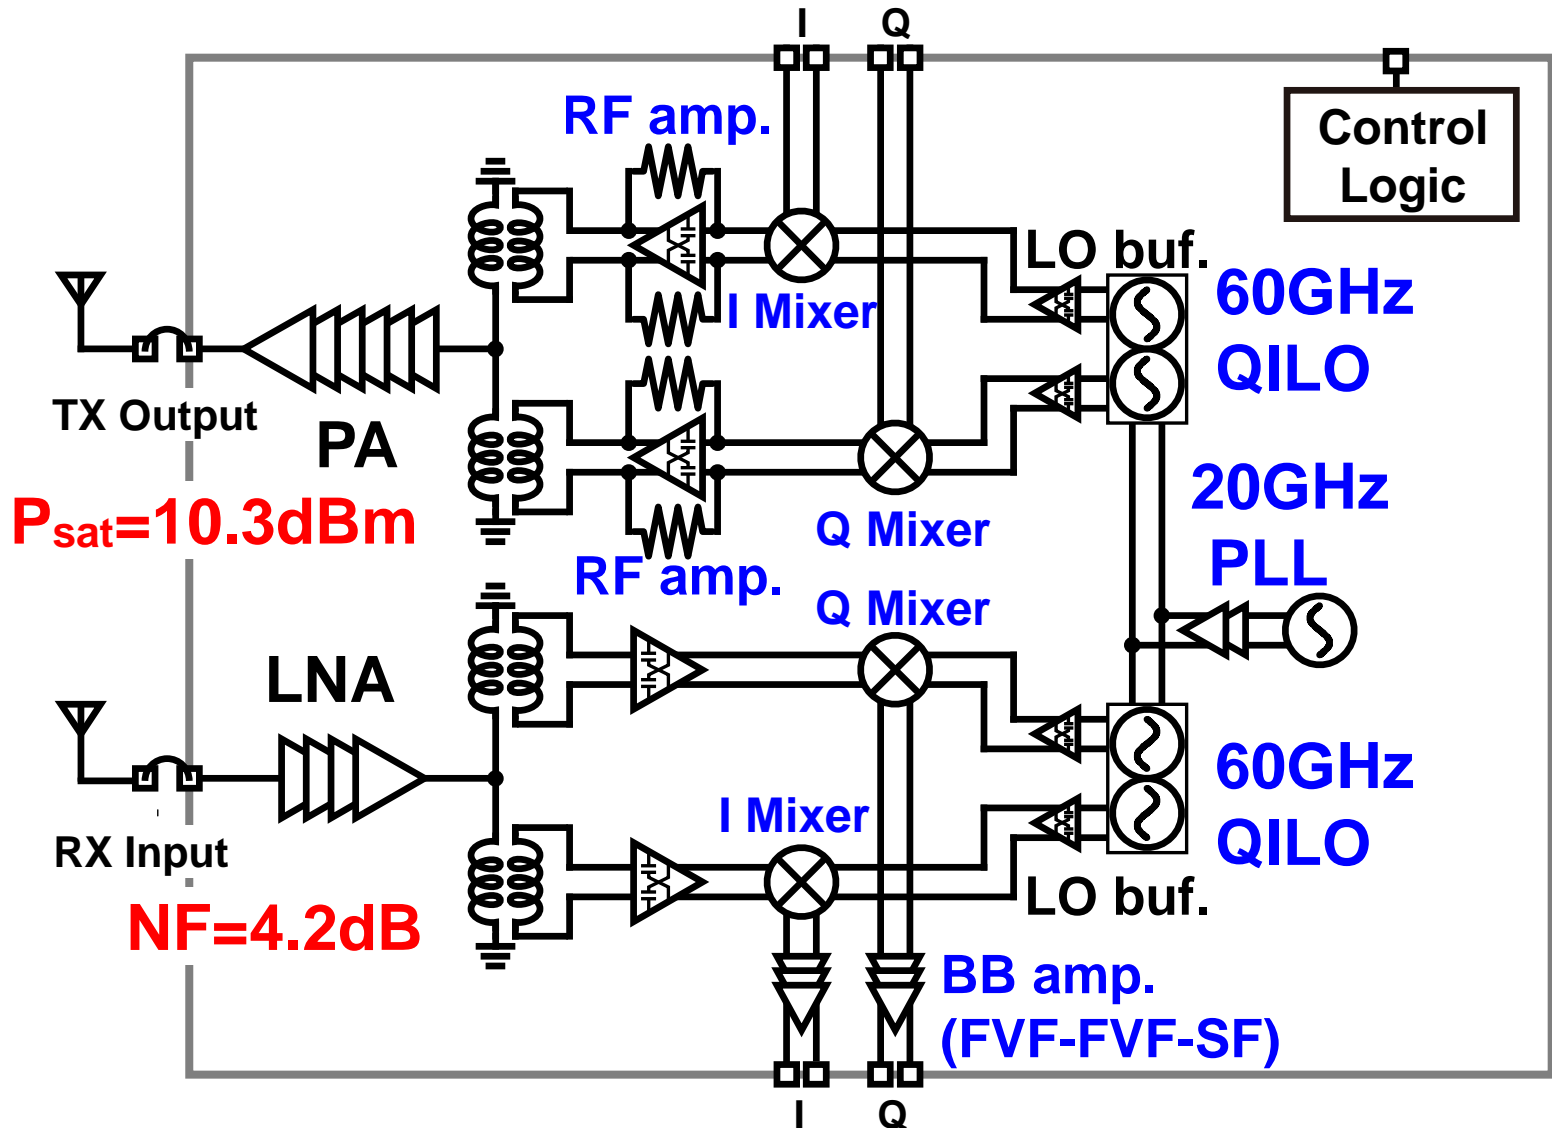 I Q
RF amp.
Control
Logic
LO buf.
60GHz
QILO
I Mixer
TX Output
PA
Psat=10.3dBm
20GHz
PLL
Q Mixer
RF amp.
Q Mixer
LNA
60GHz
QILO
I Mixer
RX Input
LO buf.
NF=4.2dB
BB amp.
(FVF-FVF-SF)
I Q